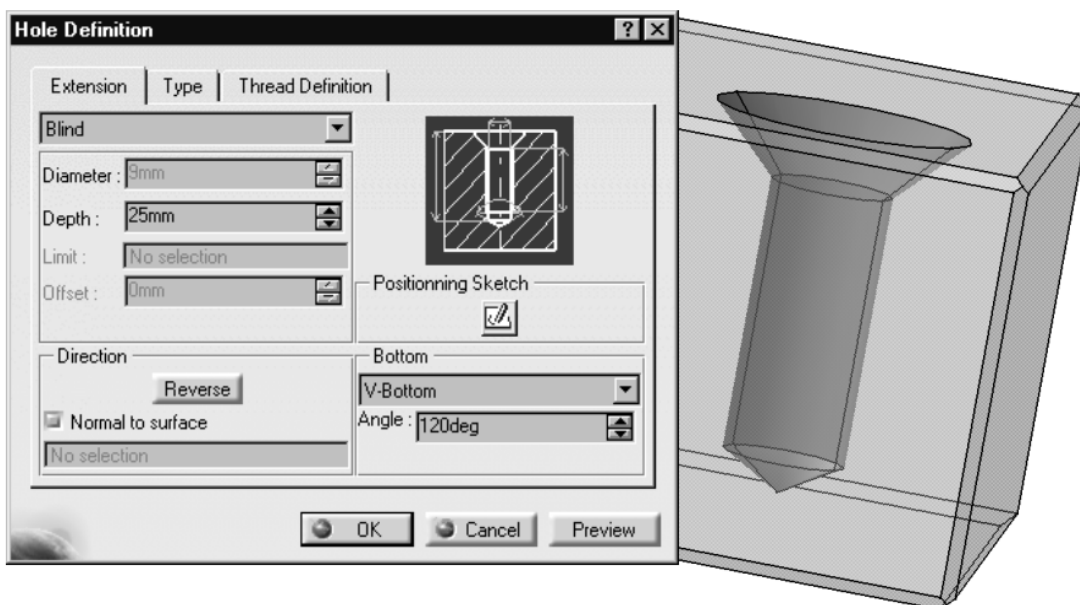 Hole Definition
Extension Type Thread Definition
Blind
Diameter : 9mm
Depth : 25mm
Limit : No selection
Offset : 0mm
Positionning Sketch
Direction
Reverse
Normal to surface
No selection
Bottom
V-Bottom
Angle : 120deg
OK Cancel Preview